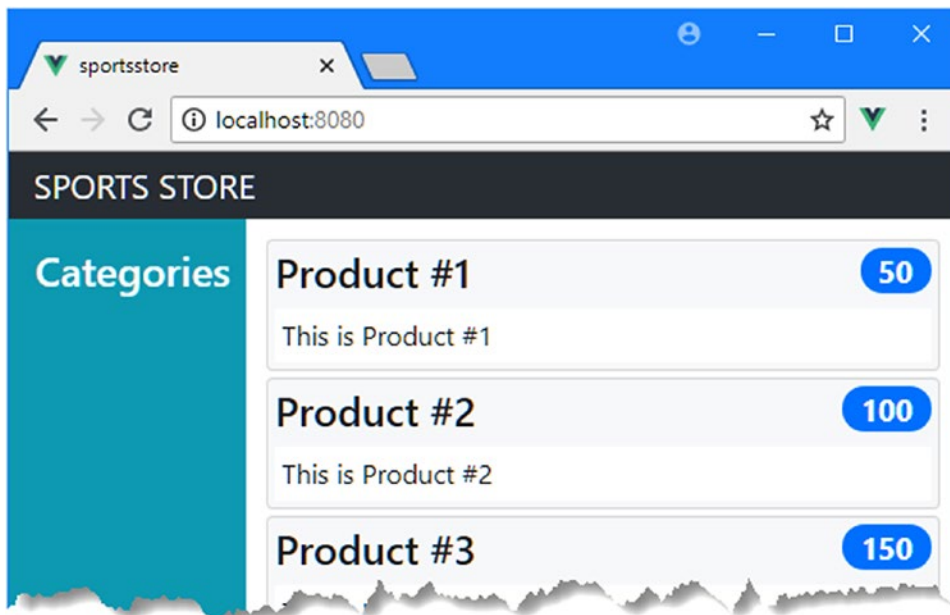 sportsstore
localhost:8080
SPORTS STORE
Categories
Product #1
50
This is Product #1
Product #2
100
This is Product #2
Product #3
150